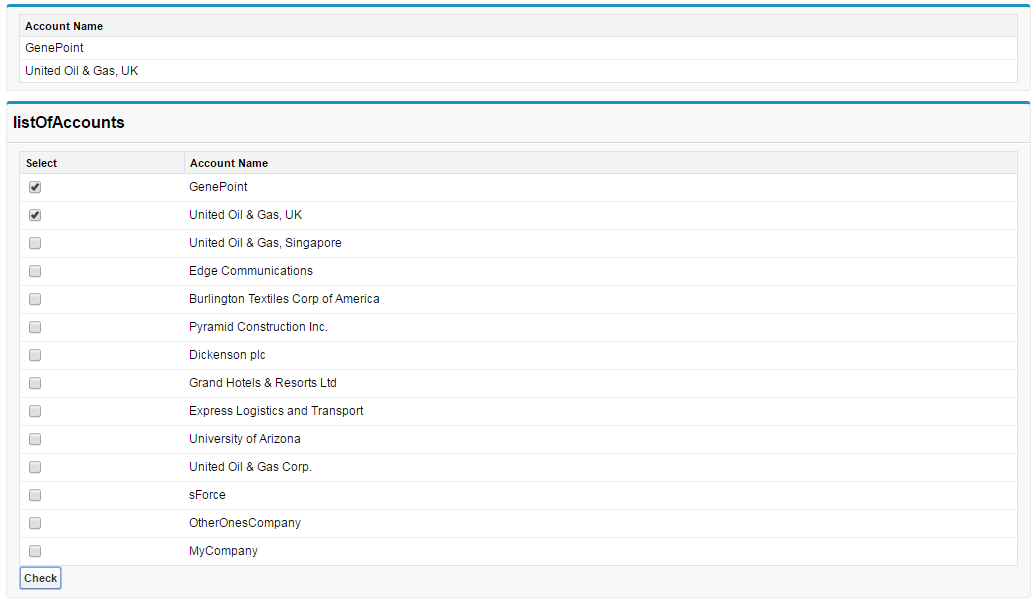 Account Name
GenePoint
United Oil & Gas, UK
listOfAccounts
Select Account Name
GenePoint
United Oil & Gas, UK
United Oil & Gas, Singapore
Edge Communications
Burlington Textiles Corp of America
Pyramid Construction Inc.
Dickenson plc
Grand Hotels & Resorts Ltd
Express Logistics and Transport
University of Arizona
United Oil & Gas Corp.
sForce
OtherOnesCompany
MyCompany
Check